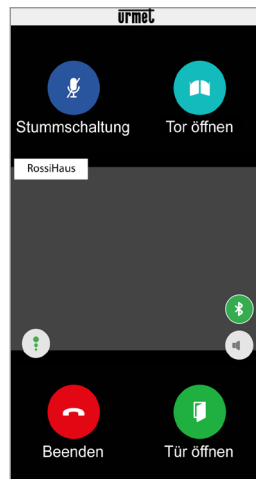 urmet
Stummschaltung
Tor öffnen
RossiHaus
Beenden
Tür öffnen